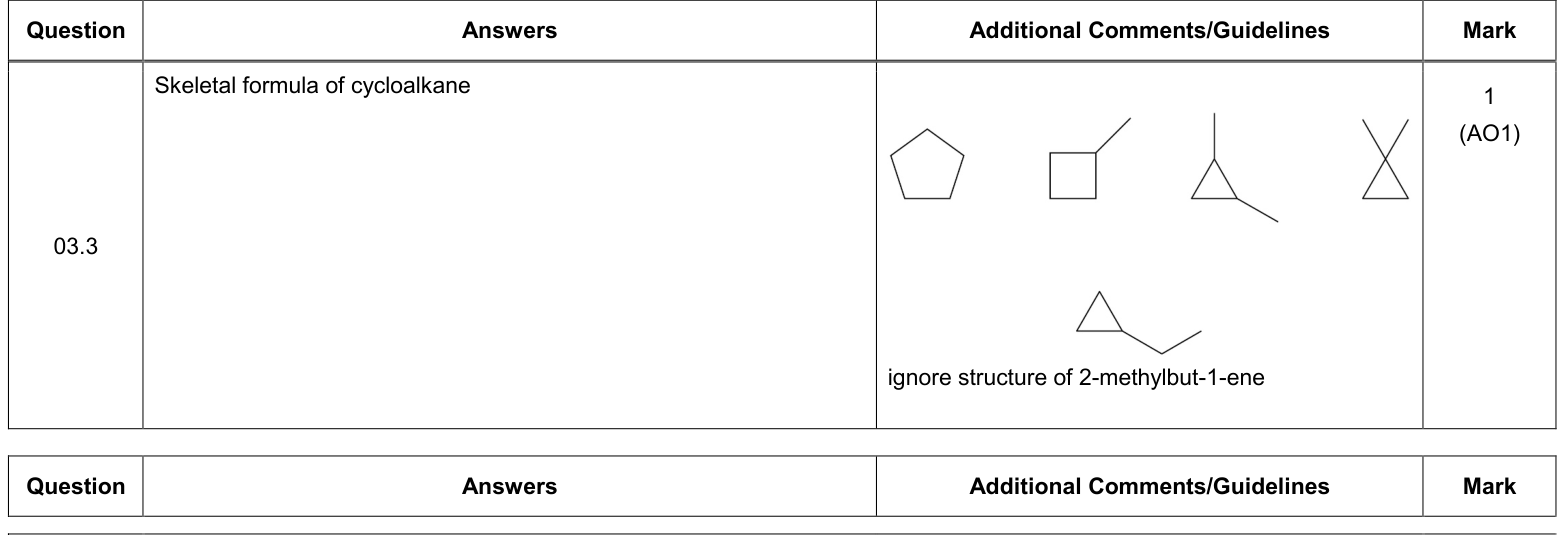 Question Answers Additional Comments/Guidelines Mark
Skeletal formula of cycloalkane
1
(AO1)
03.3
ignore structure of 2-methylbut-1-ene
Question Answers Additional Comments/Guidelines Mark